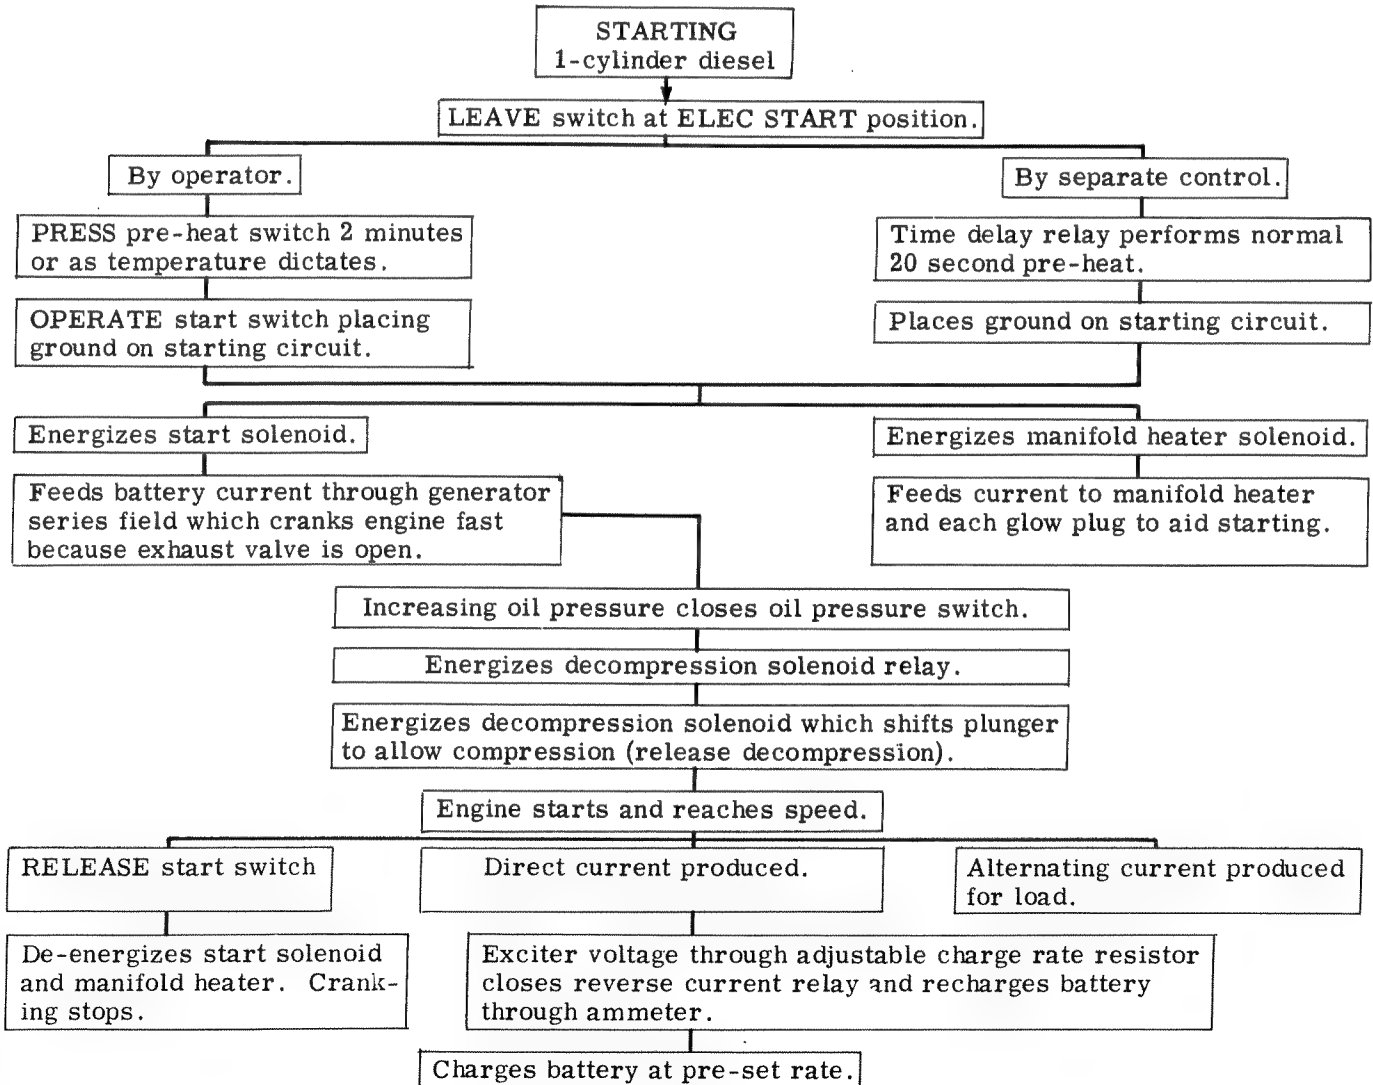 STARTING
1-cylinder diesel
LEAVE switch at ELEC START position.
By operator.
By separate control.
PRESS pre-heat switch 2 minutes
or as temperature dictates.
Time delay relay performs normal
20 second pre-heat.
OPERATE start switch placing
ground on starting circuit.
Places ground on starting circuit.
Energizes start solenoid.
Energizes manifold heater solenoid.
Feeds battery current through generator
series field which cranks engine fast
because exhaust valve is open.
Feeds current to manifold heater
and each glow plug to aid starting.
Increasing oil pressure closes oil pressure switch.
Energizes decompression solenoid relay.
Energizes decompression solenoid which shifts plunger
to allow compression (release decompression).
Engine starts and reaches speed.
RELEASE start switch
Direct current produced.
Alternating current produced
for load.
De-energizes start solenoid
and manifold heater. Crank-
ing stops.
Exciter voltage through adjustable charge rate resistor
closes reverse current relay and recharges battery
through ammeter.
Charges battery at pre-set rate.